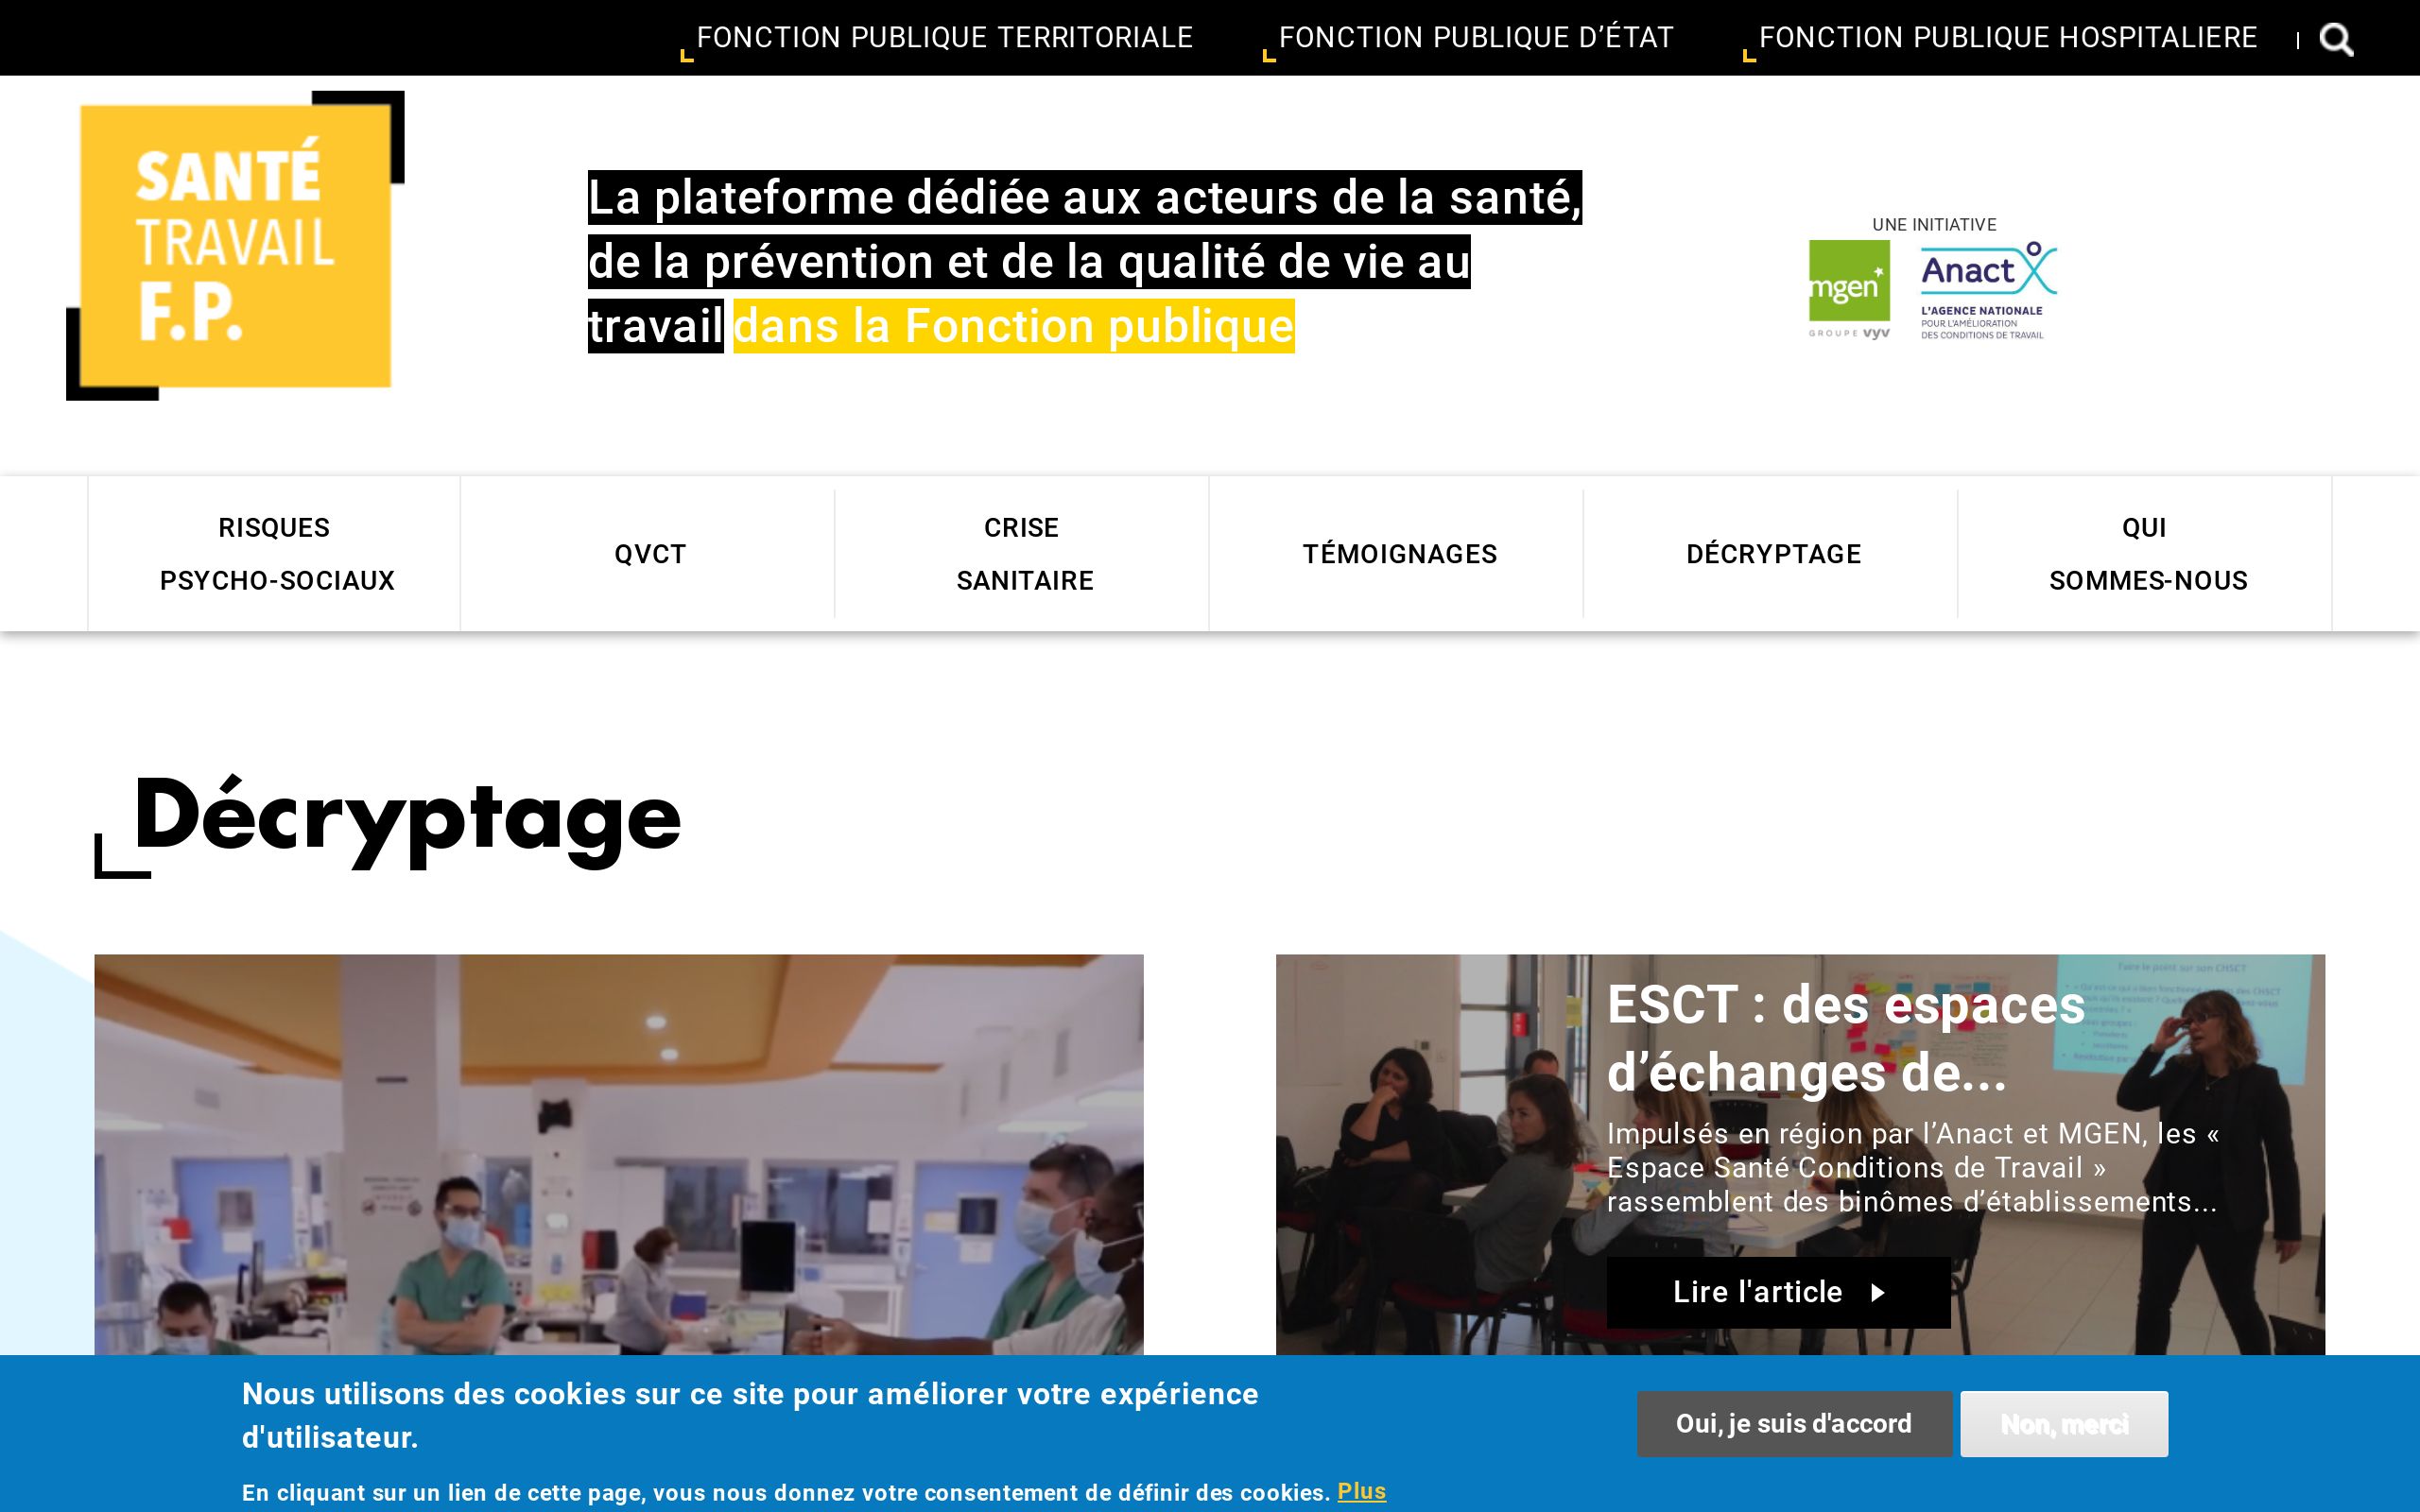 FONCTION PUBLIQUE TERRITORIALE
FONCTION PUBLIQUE D’ÉTAT
FONCTION PUBLIQUE HOSPITALIERE
SANTÉ
TRAVAIL
F.P.
La plateforme dédiée aux acteurs de la santé,
de la prévention et de la qualité de vie au
travail dans la Fonction publique
UNE INITIATIVE
mgen
GROUPE vyv
Anact
L'AGENCE NATIONALE
POUR L'AMÉLIORATION
DES CONDITIONS DE TRAVAIL
RISQUES
PSYCHO-SOCIAUX
QVCT
CRISE
SANITAIRE
TÉMOIGNAGES
DÉCRYPTAGE
QUI
SOMMES-NOUS
Décryptage
Faire le point sur son CHSCT
ESCT : des espaces
d’échanges de...
Impulsés en région par l’Anact et MGEN, les «
Espace Santé Conditions de Travail »
rassemblent des binômes d’établissements...
Lire l'article
Nous utilisons des cookies sur ce site pour améliorer votre expérience
d'utilisateur.
En cliquant sur un lien de cette page, vous nous donnez votre consentement de définir des cookies. Plus
Oui, je suis d'accord
Non, merci